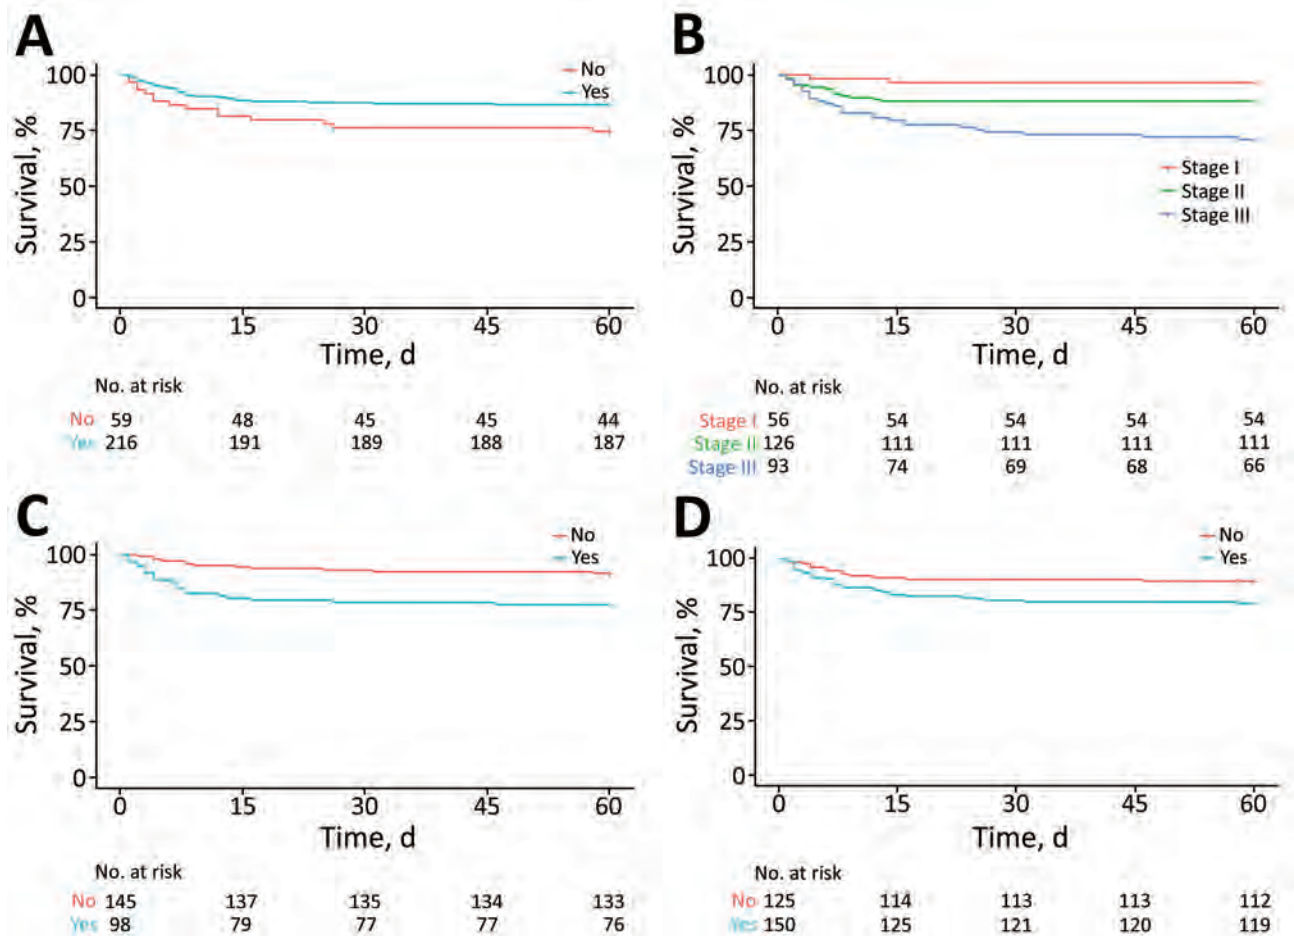 A
No
Yes
100
75
50
25
0
Survival, %
0 15 30 45 60
Time, d
No. at risk
No 59 48 45 45 44
Yes 216 191 189 188 187
B
100
75
50
25
0
Survival, %
Stage I
Stage II
Stage III
0 15 30 45 60
Time, d
No. at risk
Stage I 56 54 54 54 54
Stage II 126 111 111 111 111
Stage III 93 74 69 68 66
C
No
Yes
100
75
50
25
0
Survival, %
0 15 30 45 60
Time, d
No. at risk
No 145 137 135 134 133
Yes 98 79 77 77 76
D
No
Yes
100
75
50
25
0
Survival, %
0 15 30 45 60
Time, d
No. at risk
No 125 114 113 113 112
Yes 150 125 121 120 119